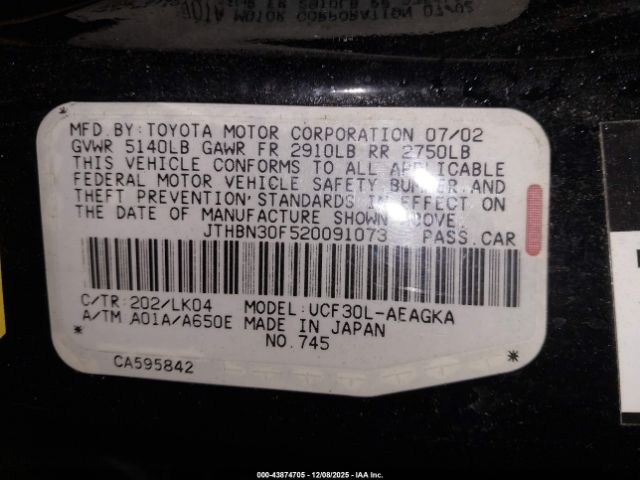 MFD. BY: TOYOTA MOTOR CORPORATION 07/02
GVWR 5140LB GAWR FR 2910LB RR 2750LB
THIS VEHICLE CONFORMS TO ALL APPLICABLE
FEDERAL MOTOR VEHICLE SAFETY BUMPER, AND
THEFT PREVENTION STANDARDS IN EFFECT ON
THE DATE OF MANUFACTURE SHOWN ABOVE.
JTHBN30F520091073 PASS. CAR
C/TR: 202/LK04 MODEL: UCF30L-AEAGKA
A/TM A01A/A650E MADE IN JAPAN
NO. 745
CA595842
000-43874705 - 12/08/2025 - IAA Inc.